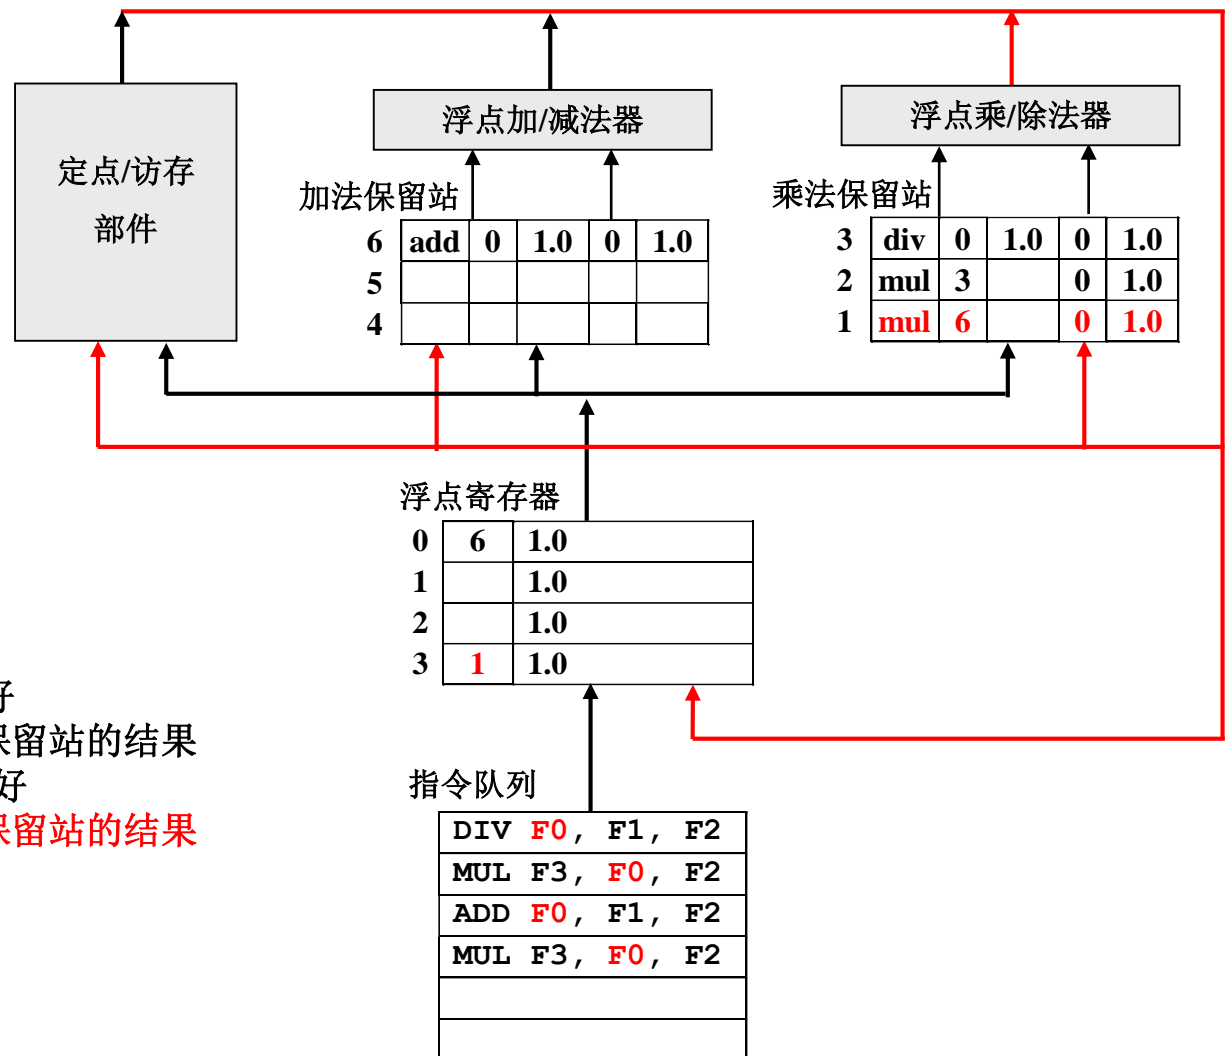 浮点加/减法器
浮点乘/除法器
定点/访存
部件
加法保留站
乘法保留站
6 add 0 1.0 0 1.0
5
4
3 div 0 1.0 0 1.0
2 mul 3 0 1.0
1 mul 6 0 1.0
浮点寄存器
0 6 1.0
1 1.0
2 1.0
3 1 1.0
好
保留站的结果
好
保留站的结果
指令队列
DIV F0, F1, F2
MUL F3, F0, F2
ADD F0, F1, F2
MUL F3, F0, F2